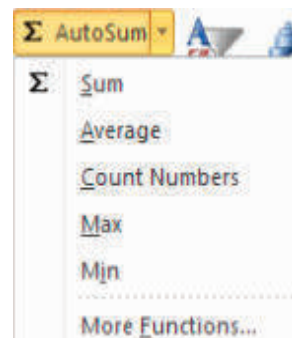 Σ AutoSum
Σ Sum
Average
Count Numbers
Max
Min
More Functions...